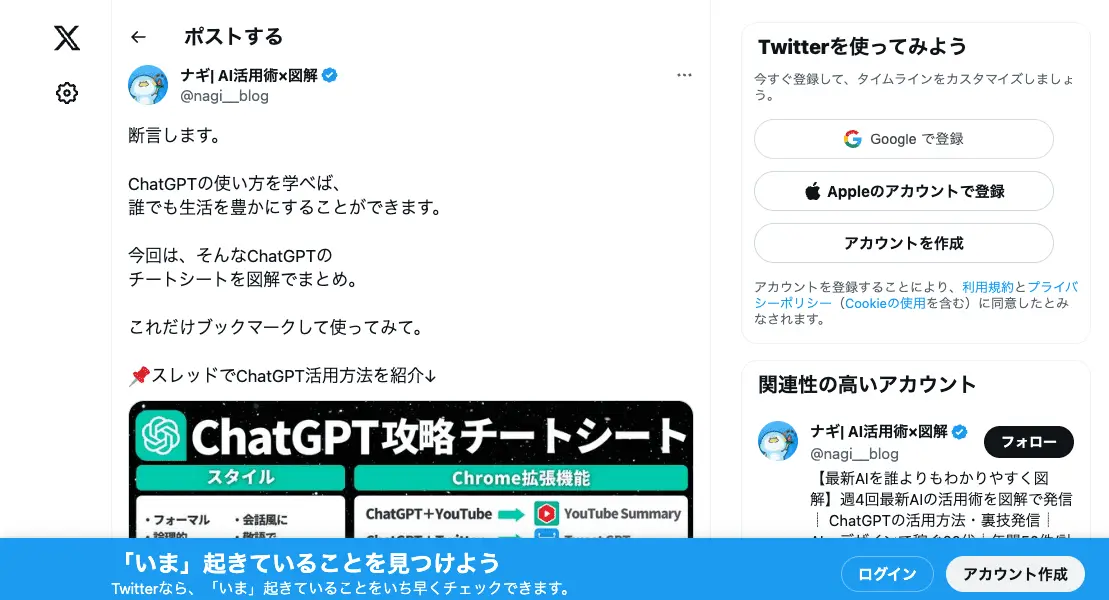 ポストする
ナギ| AI活用術×図解
@nagi__blog
断言します。
ChatGPTの使い方を学べば、
誰でも生活を豊かにすることができます。
今回は、そんなChatGPTの
チートシートを図解でまとめ。
これだけブックマークして使ってみて。
📌スレッドでChatGPT活用方法を紹介↓
ChatGPT攻略チートシート
スタイル
Chrome拡張機能
・フォーマル ・会話風に
ChatGPT+YouTube YouTube Summary
Twitterを使ってみよう
今すぐ登録して、タイムラインをカスタマイズしましょ
う。
Google で登録
Appleのアカウントで登録
アカウントを作成
アカウントを登録することにより、利用規約とプライバ
シーポリシー（Cookieの使用を含む）に同意したとみ
なされます。
関連性の高いアカウント
ナギ| AI活用術×図解
@nagi__blog
フォロー
【最新AIを誰よりもわかりやすく図
解】週4回最新AIの活用術を図解で発信
┊ ChatGPTの活用方法・裏技発信┊
「いま」起きていることを見つけよう
Twitterなら、「いま」起きていることをいち早くチェックできます。
ログイン
アカウント作成